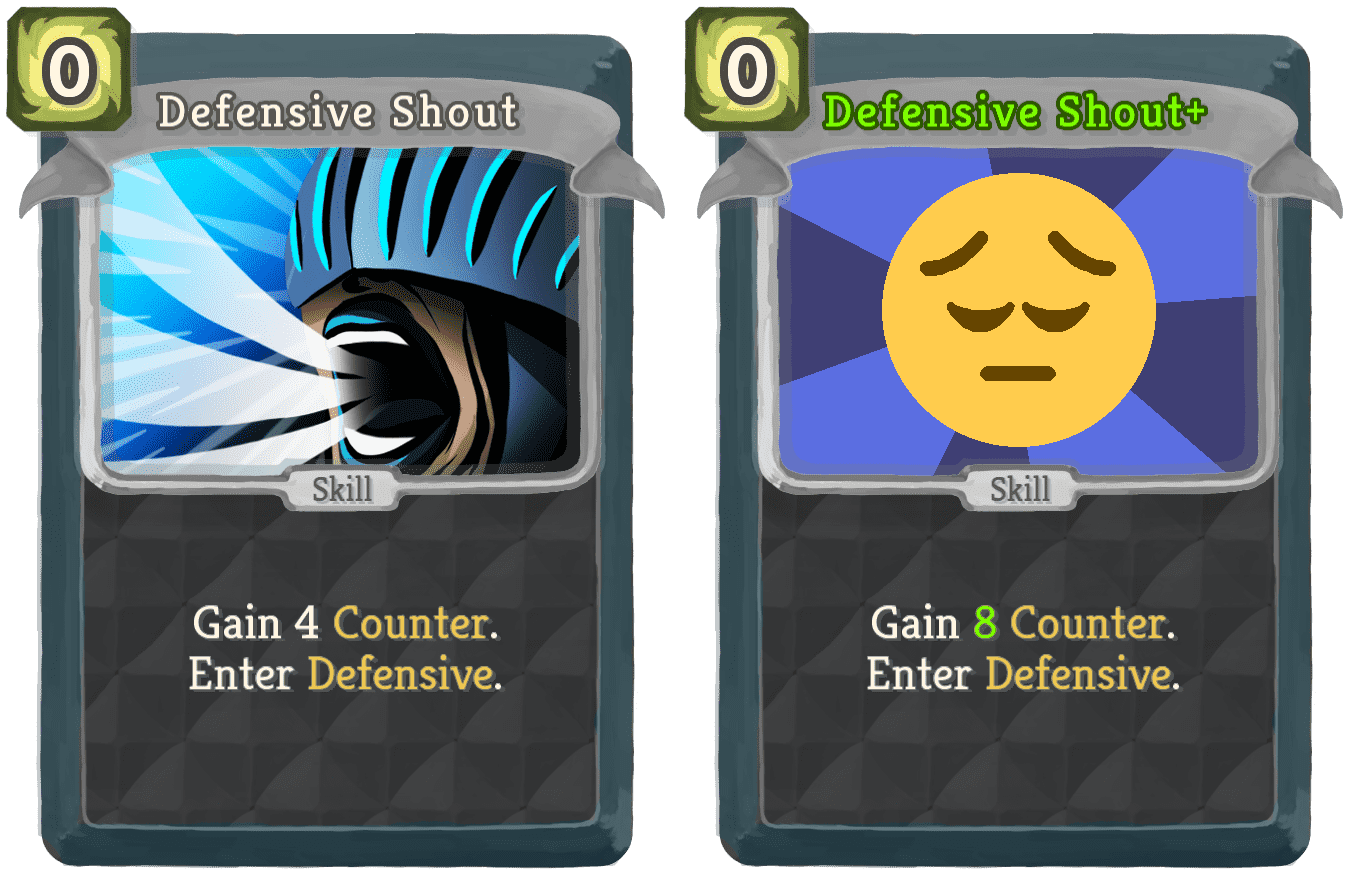 0
Defensive Shout
Skill
Gain 4 Counter.
Enter Defensive.
0
Defensive Shout+
Skill
Gain 8 Counter.
Enter Defensive.